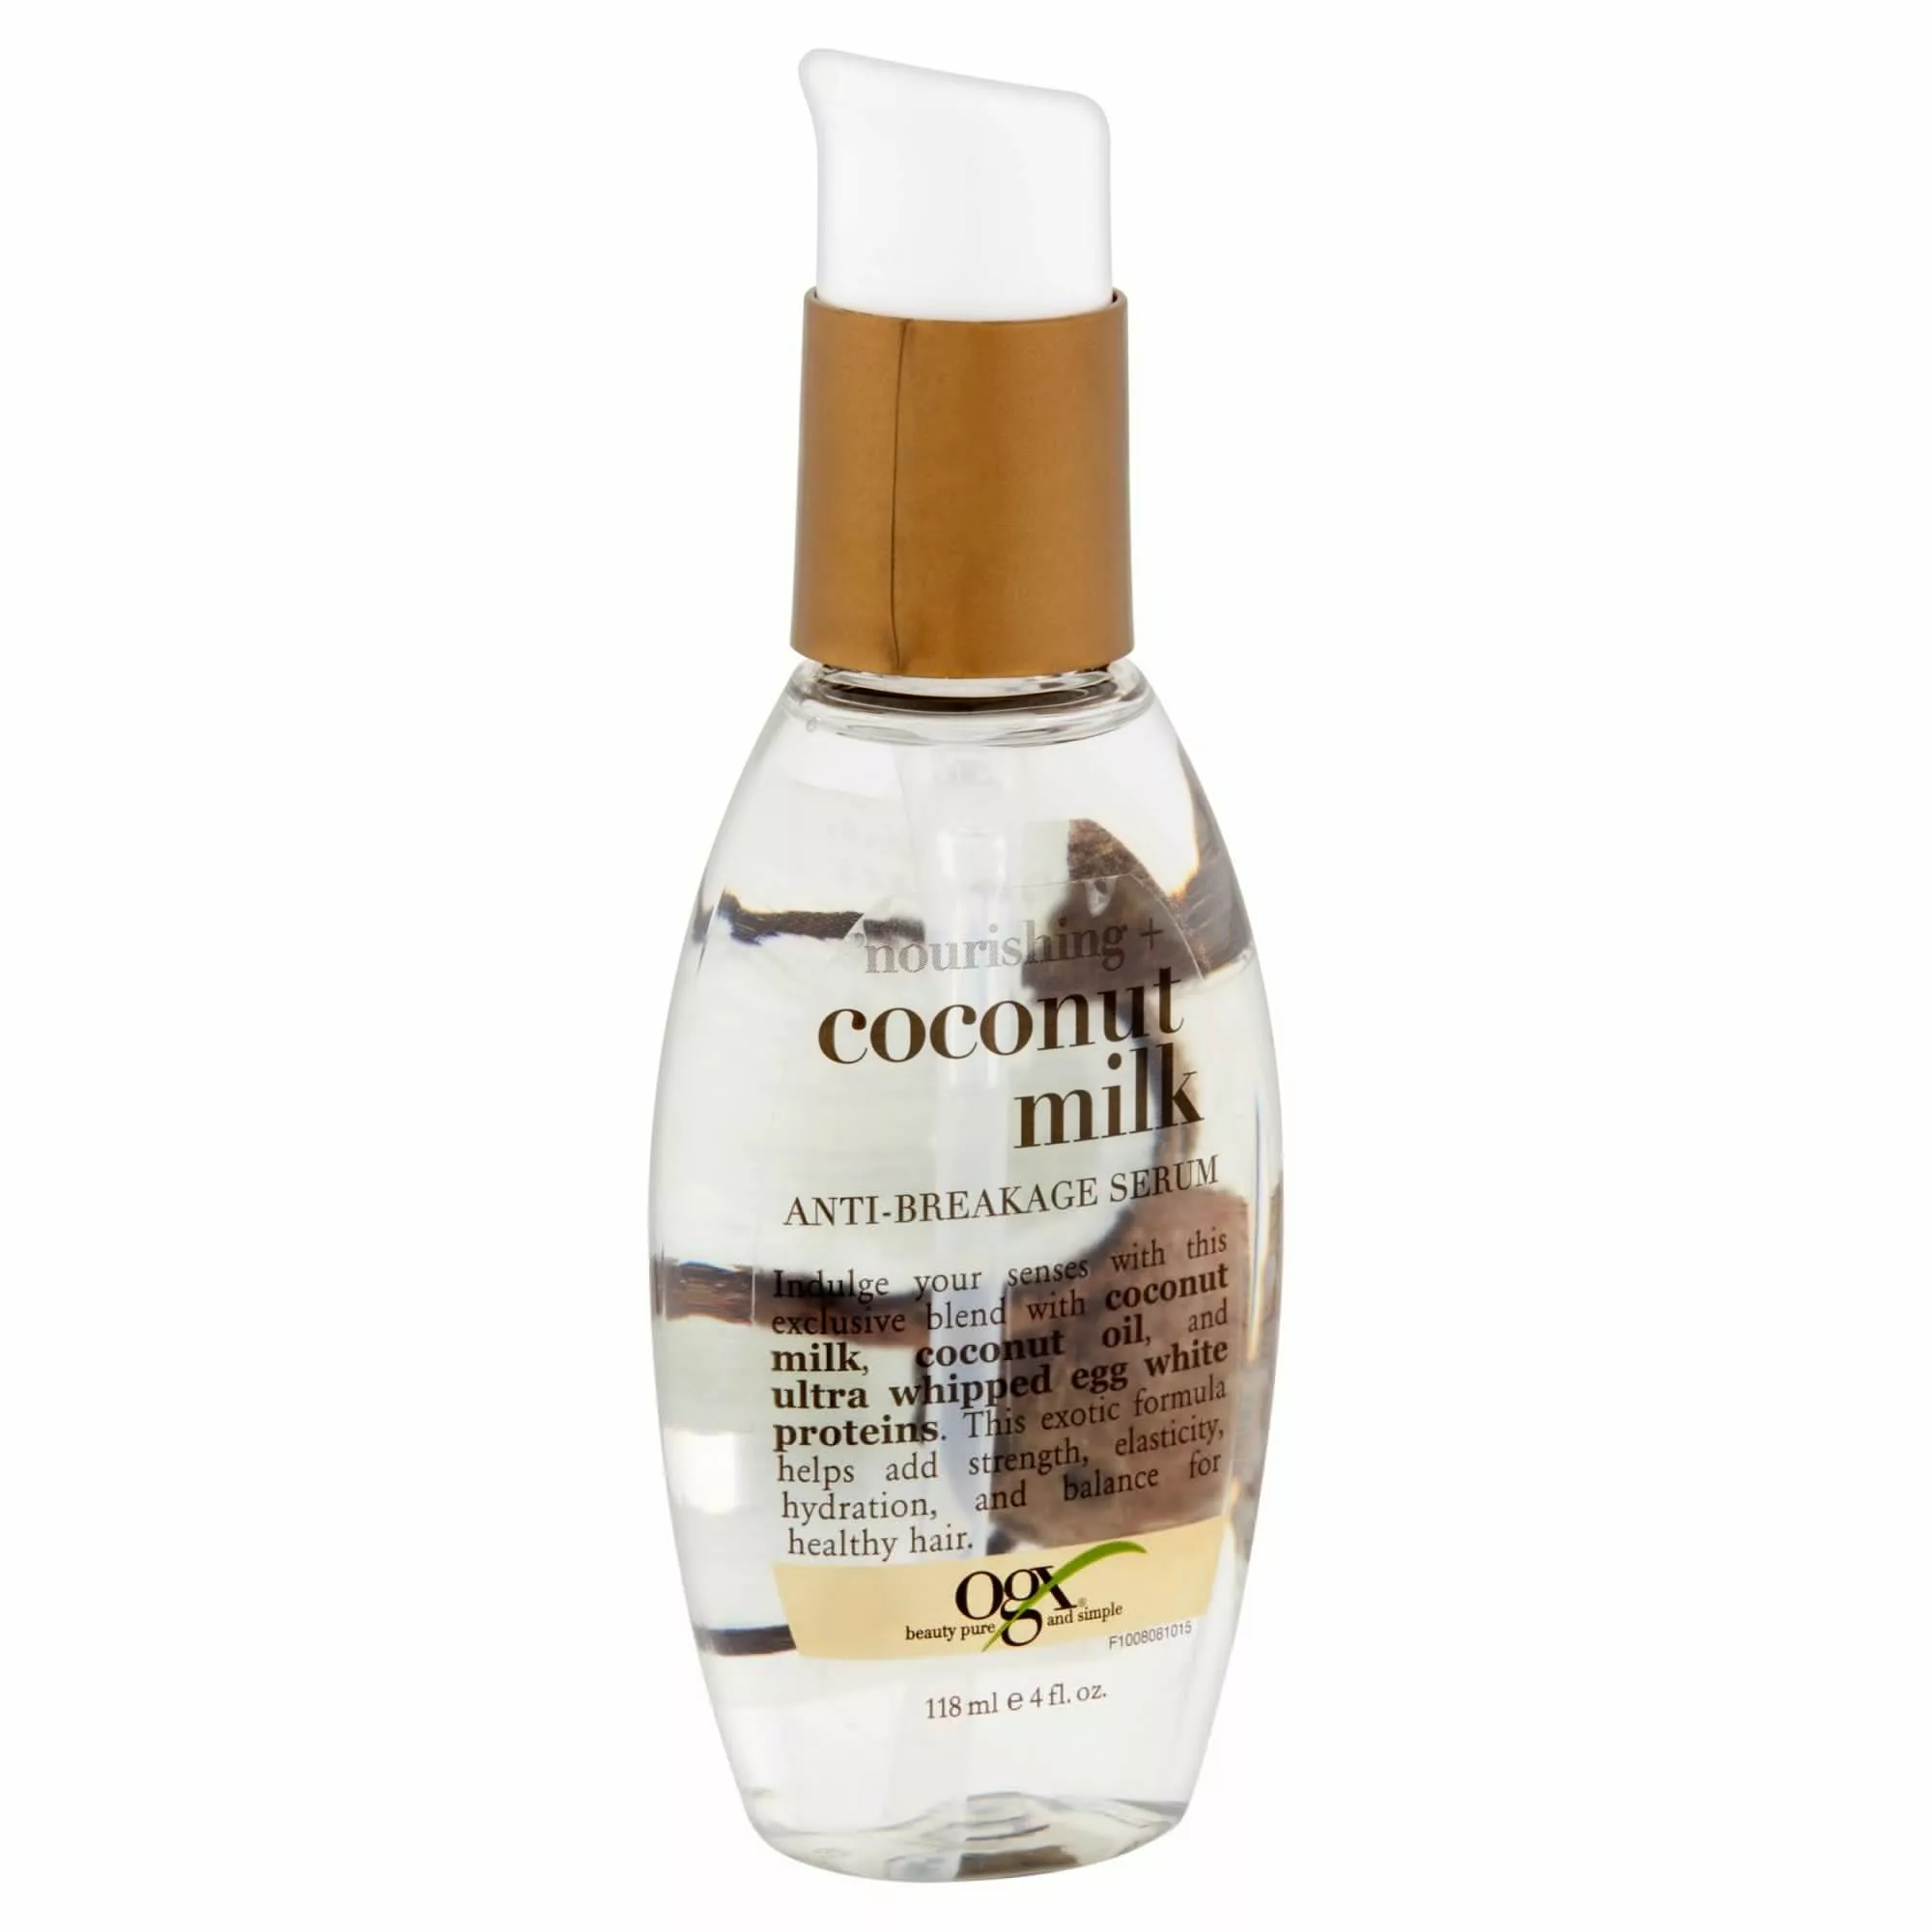 nourishing +
coconut
milk
ANTI-BREAKAGE SERUM
Indulge your senses with this
exclusive blend with coconut
milk, coconut oil, and
ultra whipped egg white
proteins. This exotic formula
helps add strength, elasticity,
hydration, and balance for
healthy hair.
ogx®
beauty pure and simple
F1008081015
118 ml e 4 fl. oz.